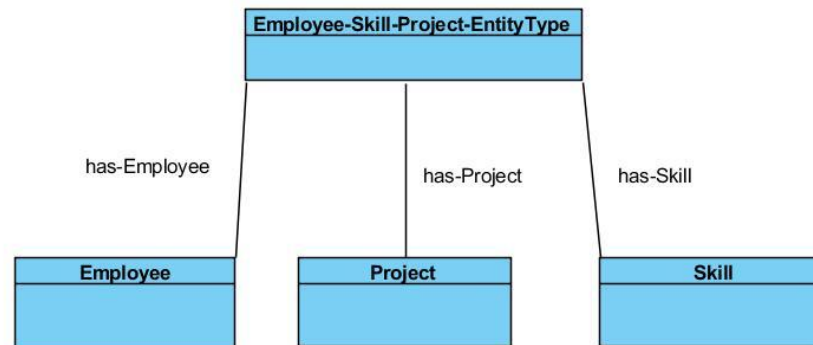 Employee-Skill-Project-EntityType
has-Employee
has-Project
has-Skill
Employee
Project
Skill